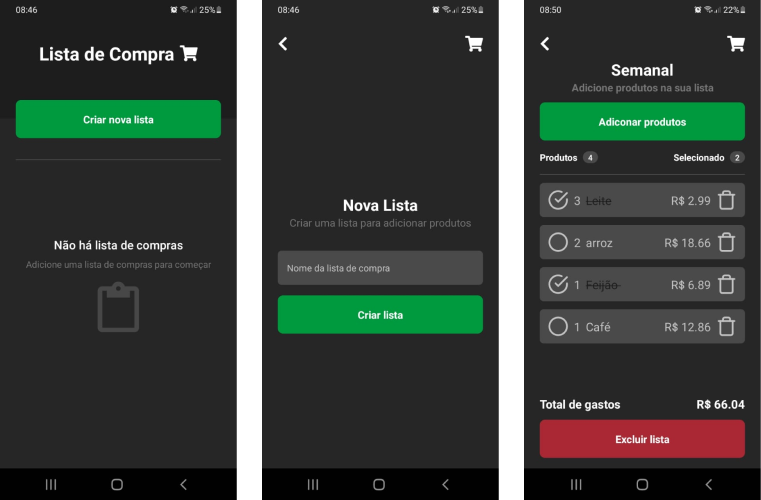 08:46
25%
Lista de Compra
Criar nova lista
Não há lista de compras
Adicione uma lista de compras para começar
08:46
25%
Nova Lista
Criar uma lista para adicionar produtos
Nome da lista de compra
Criar lista
08:50
22%
Semanal
Adicione produtos na sua lista
Adiconar produtos
Produtos 4 Selecionado 2
3 Leite R$ 2.99
2 arroz R$ 18.66
1 Feijão R$ 6.89
1 Café R$ 12.86
Total de gastos R$ 66.04
Excluir lista